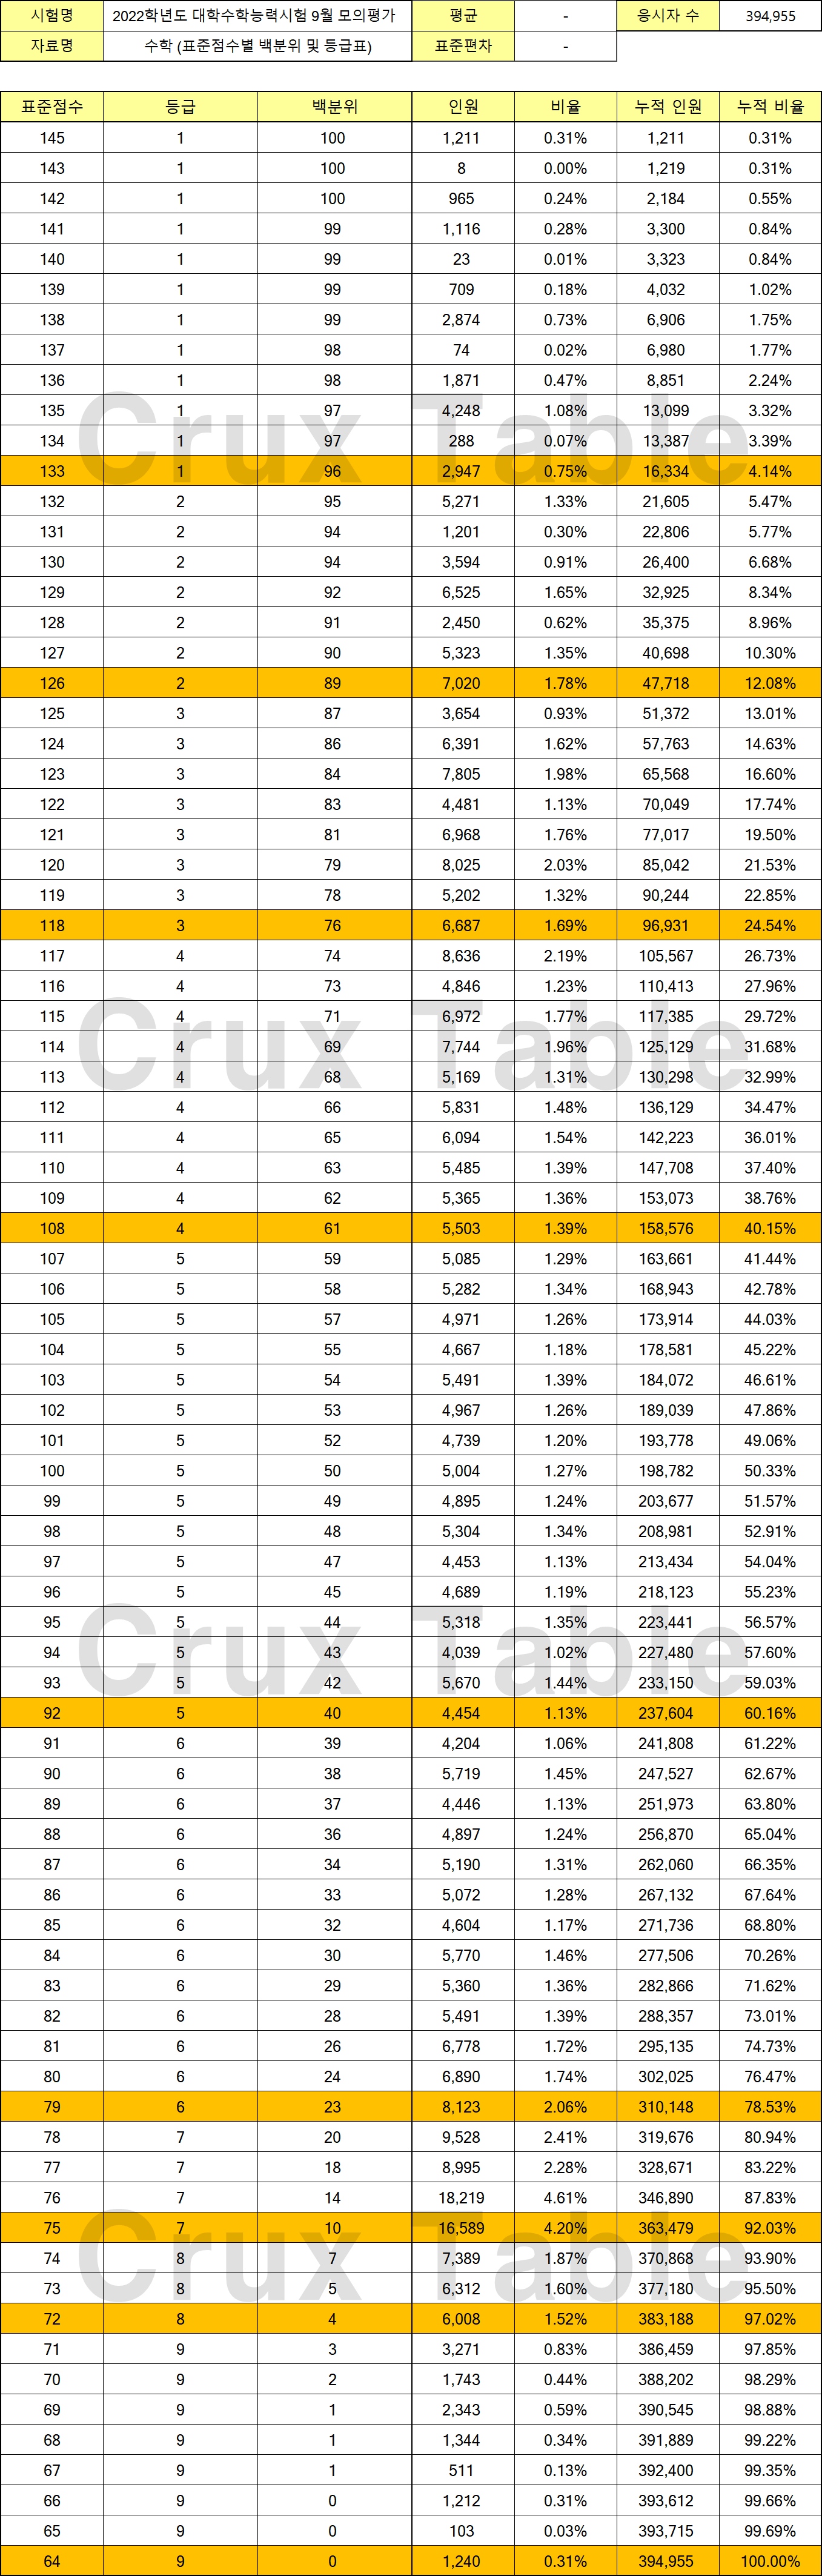 시험명 2022학년도 대학수학능력시험 9월 모의평가 평균 - 응시자 수 394,955
자료명 수학 (표준점수별 백분위 및 등급표) 표준편차 -
표준점수 등급 백분위 인원 비율 누적 인원 누적 비율
145 1 100 1,211 0.31% 1,211 0.31%
143 1 100 8 0.00% 1,219 0.31%
142 1 100 965 0.24% 2,184 0.55%
141 1 99 1,116 0.28% 3,300 0.84%
140 1 99 23 0.01% 3,323 0.84%
139 1 99 709 0.18% 4,032 1.02%
138 1 99 2,874 0.73% 6,906 1.75%
137 1 98 74 0.02% 6,980 1.77%
136 1 98 1,871 0.47% 8,851 2.24%
135 1 97 4,248 1.08% 13,099 3.32%
Crux Table
134 1 97 288 0.07% 13,387 3.39%
133 1 96 2,947 0.75% 16,334 4.14%
132 2 95 5,271 1.33% 21,605 5.47%
131 2 94 1,201 0.30% 22,806 5.77%
130 2 94 3,594 0.91% 26,400 6.68%
129 2 92 6,525 1.65% 32,925 8.34%
128 2 91 2,450 0.62% 35,375 8.96%
127 2 90 5,323 1.35% 40,698 10.30%
126 2 89 7,020 1.78% 47,718 12.08%
125 3 87 3,654 0.93% 51,372 13.01%
124 3 86 6,391 1.62% 57,763 14.63%
123 3 84 7,805 1.98% 65,568 16.60%
122 3 83 4,481 1.13% 70,049 17.74%
121 3 81 6,968 1.76% 77,017 19.50%
120 3 79 8,025 2.03% 85,042 21.53%
119 3 78 5,202 1.32% 90,244 22.85%
118 3 76 6,687 1.69% 96,931 24.54%
117 4 74 8,636 2.19% 105,567 26.73%
116 4 73 4,846 1.23% 110,413 27.96%
115 4 71 6,972 1.77% 117,385 29.72%
Crux Table
114 4 69 7,744 1.96% 125,129 31.68%
113 4 68 5,169 1.31% 130,298 32.99%
112 4 66 5,831 1.48% 136,129 34.47%
111 4 65 6,094 1.54% 142,223 36.01%
110 4 63 5,485 1.39% 147,708 37.40%
109 4 62 5,365 1.36% 153,073 38.76%
108 4 61 5,503 1.39% 158,576 40.15%
107 5 59 5,085 1.29% 163,661 41.44%
106 5 58 5,282 1.34% 168,943 42.78%
105 5 57 4,971 1.26% 173,914 44.03%
104 5 55 4,667 1.18% 178,581 45.22%
103 5 54 5,491 1.39% 184,072 46.61%
102 5 53 4,967 1.26% 189,039 47.86%
101 5 52 4,739 1.20% 193,778 49.06%
100 5 50 5,004 1.27% 198,782 50.33%
99 5 49 4,895 1.24% 203,677 51.57%
98 5 48 5,304 1.34% 208,981 52.91%
97 5 47 4,453 1.13% 213,434 54.04%
96 5 45 4,689 1.19% 218,123 55.23%
95 5 44 5,318 1.35% 223,441 56.57%
Crux Table
94 5 43 4,039 1.02% 227,480 57.60%
93 5 42 5,670 1.44% 233,150 59.03%
92 5 40 4,454 1.13% 237,604 60.16%
91 6 39 4,204 1.06% 241,808 61.22%
90 6 38 5,719 1.45% 247,527 62.67%
89 6 37 4,446 1.13% 251,973 63.80%
88 6 36 4,897 1.24% 256,870 65.04%
87 6 34 5,190 1.31% 262,060 66.35%
86 6 33 5,072 1.28% 267,132 67.64%
85 6 32 4,604 1.17% 271,736 68.80%
84 6 30 5,770 1.46% 277,506 70.26%
83 6 29 5,360 1.36% 282,866 71.62%
82 6 28 5,491 1.39% 288,357 73.01%
81 6 26 6,778 1.72% 295,135 74.73%
80 6 24 6,890 1.74% 302,025 76.47%
79 6 23 8,123 2.06% 310,148 78.53%
78 7 20 9,528 2.41% 319,676 80.94%
77 7 18 8,995 2.28% 328,671 83.22%
76 7 14 18,219 4.61% 346,890 87.83%
75 7 10 16,589 4.20% 363,479 92.03%
Crux Table
74 8 7 7,389 1.87% 370,868 93.90%
73 8 5 6,312 1.60% 377,180 95.50%
72 8 4 6,008 1.52% 383,188 97.02%
71 9 3 3,271 0.83% 386,459 97.85%
70 9 2 1,743 0.44% 388,202 98.29%
69 9 1 2,343 0.59% 390,545 98.88%
68 9 1 1,344 0.34% 391,889 99.22%
67 9 1 511 0.13% 392,400 99.35%
66 9 0 1,212 0.31% 393,612 99.66%
65 9 0 103 0.03% 393,715 99.69%
64 9 0 1,240 0.31% 394,955 100.00%